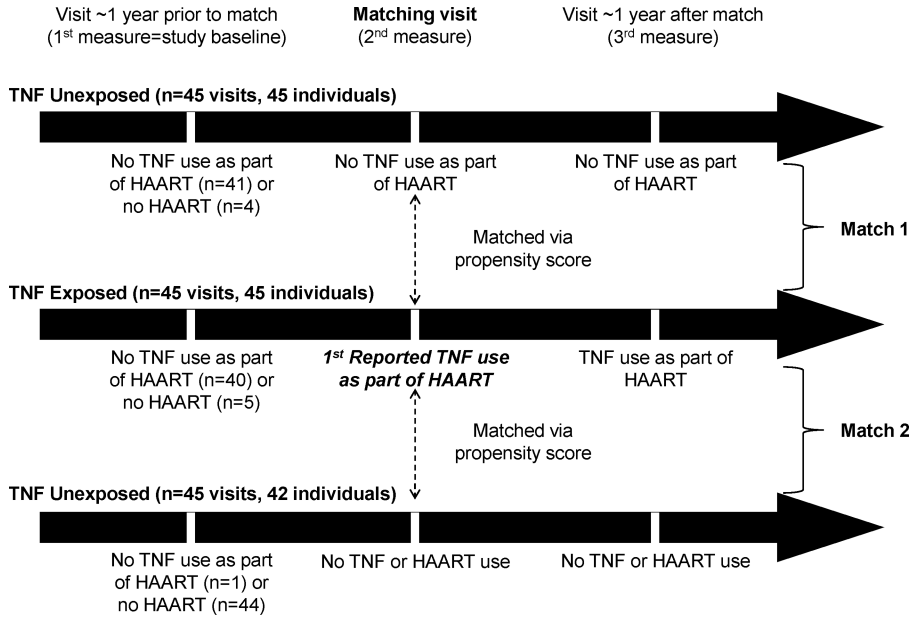 Visit ~1 year prior to match
(1st measure=study baseline)
Matching visit
(2nd measure)
Visit ~1 year after match
(3rd measure)
TNF Unexposed (n=45 visits, 45 individuals)
No TNF use as part
of HAART (n=41) or
no HAART (n=4)
No TNF use as part
of HAART
No TNF use as part
of HAART
Matched via
propensity score
Match 1
TNF Exposed (n=45 visits, 45 individuals)
No TNF use as part
of HAART (n=40) or
no HAART (n=5)
1st Reported TNF use
as part of HAART
TNF use as part of
HAART
Matched via
propensity score
Match 2
TNF Unexposed (n=45 visits, 42 individuals)
No TNF use as part
of HAART (n=1) or
no HAART (n=44)
No TNF or HAART use
No TNF or HAART use